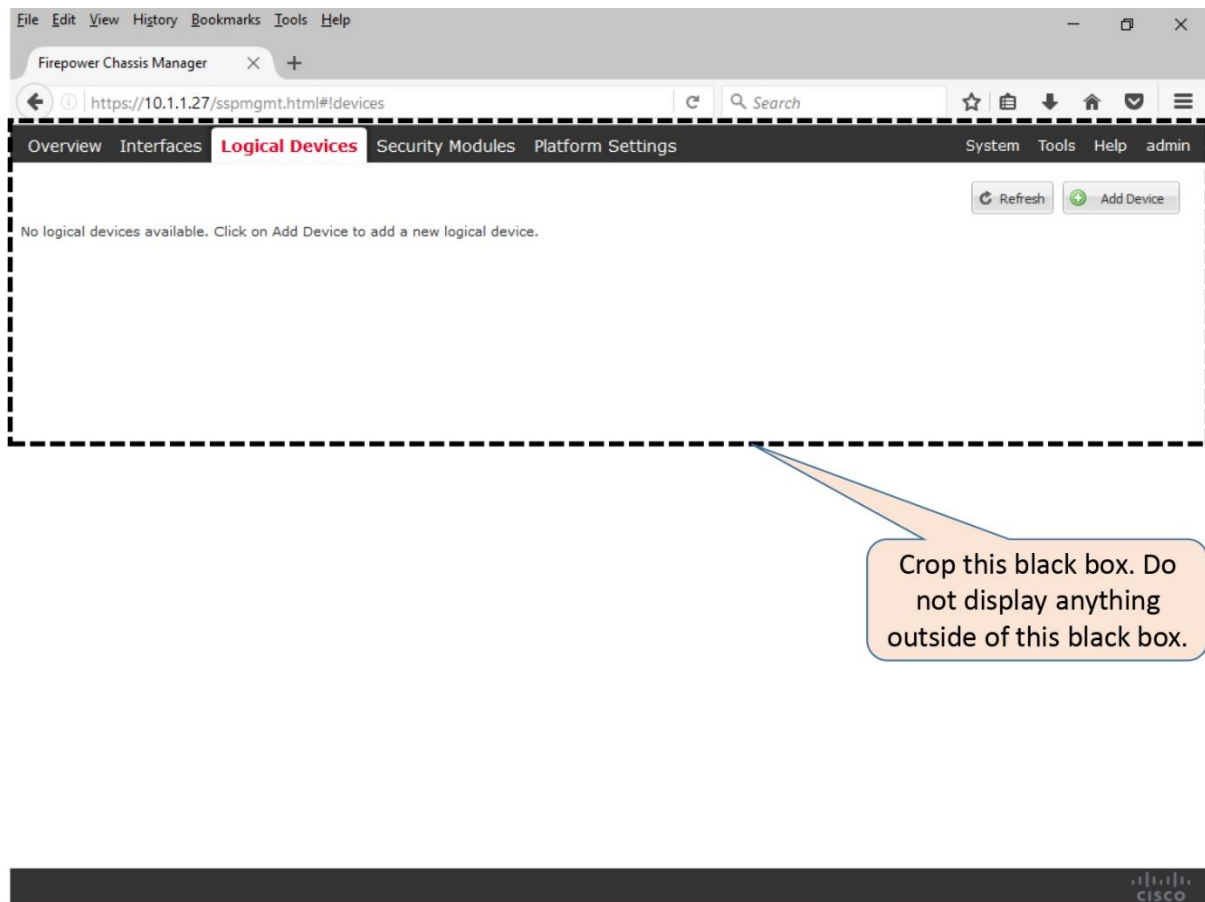 File Edit View History Bookmarks Tools Help
Firepower Chassis Manager
https://10.1.1.27/sspmgmt.html#!devices
Search
Overview Interfaces Logical Devices Security Modules Platform Settings System Tools Help admin
Refresh Add Device
No logical devices available. Click on Add Device to add a new logical device.
Crop this black box. Do
not display anything
outside of this black box.
CISCO